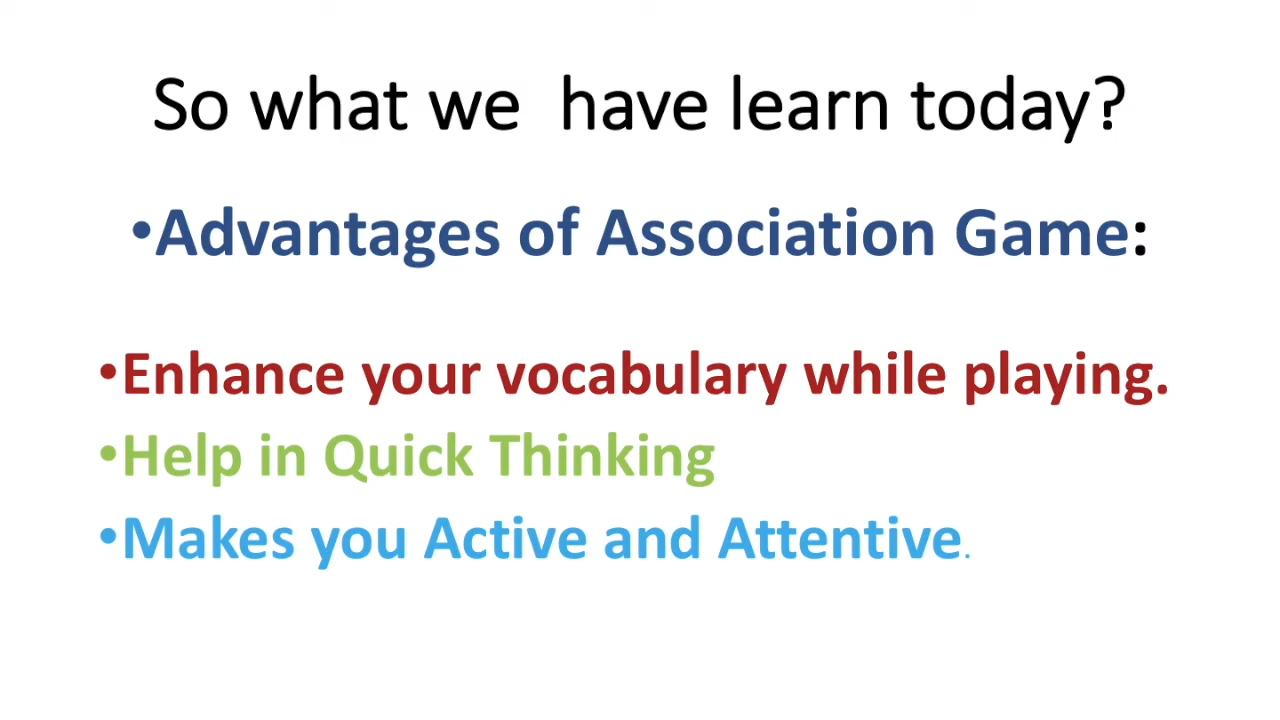 So what we  have learn today?
•Advantages of Association Game:
•Enhance your vocabulary while playing.
•Help in Quick Thinking
•Makes you Active and Attentive.